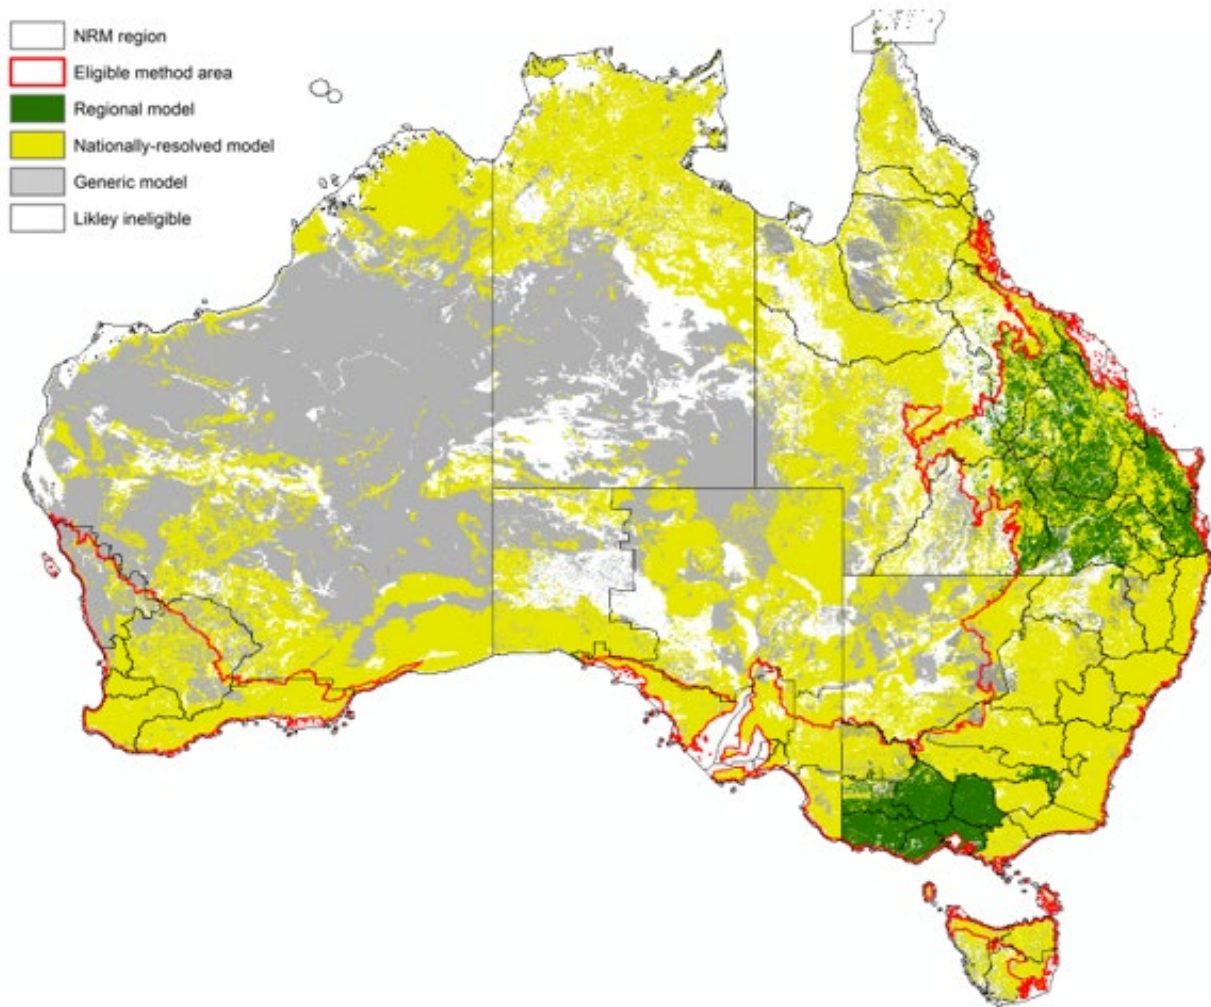 NRM region
Eligible method area
Regional model
Nationally-resolved model
Generic model
Likley ineligible